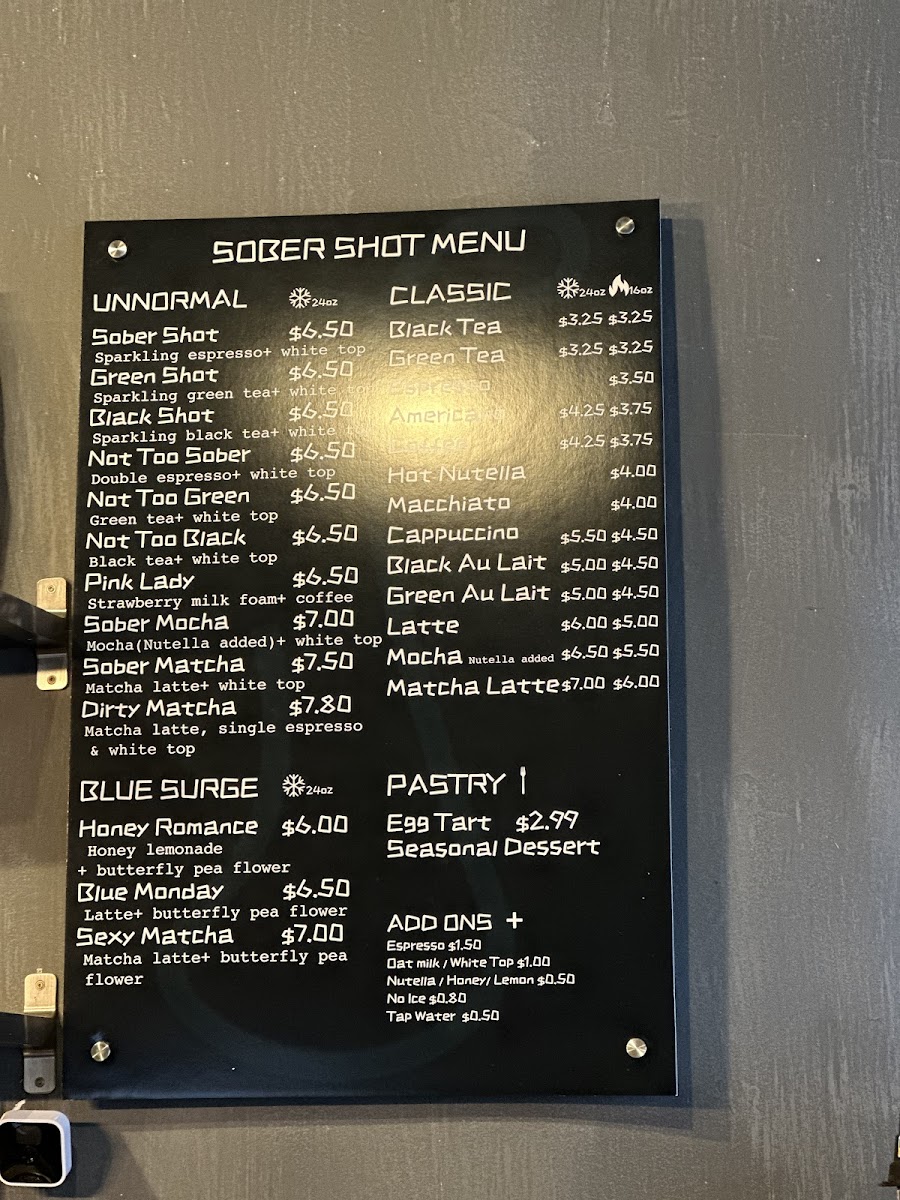 SOBER SHOT MENU
UNNORMAL 24oz
Sober Shot $6.50
Sparkling espresso+ white top
Green Shot $6.50
Sparkling green tea+ white top
Black Shot $6.50
Sparkling black tea+ white
Not Too Sober $6.50
Double espresso+ white top
Not Too Green $6.50
Green tea+ white top
Not Too Black $6.50
Black tea+ white top
Pink Lady $6.50
Strawberry milk foam+ coffee
Sober Mocha $7.00
Mocha(Nutella added)+ white top
Sober Matcha $7.50
Matcha latte+ white top
Dirty Matcha $7.80
Matcha latte, single espresso
& white top
BLUE SURGE 24oz
Honey Romance $6.00
Honey lemonade
+ butterfly pea flower
Blue Monday $6.50
Latte+ butterfly pea flower
Sexy Matcha $7.00
Matcha latte+ butterfly pea
flower
CLASSIC 24oz 16oz
Black Tea $3.25 $3.25
Green Tea $3.25 $3.25
Espresso $3.50
Americano $4.25 $3.75
$4.25 $3.75
Hot Nutella $4.00
Macchiato $4.00
Cappuccino $5.50 $4.50
Black Au Lait $5.00 $4.50
Green Au Lait $5.00 $4.50
Latte $6.00 $5.00
Mocha Nutella added $6.50 $5.50
Matcha Latte $7.00 $6.00
PASTRY
Egg Tart $2.99
Seasonal Dessert
ADD ONS +
Espresso $1.50
Oat milk / White Top $1.00
Nutella / Honey/ Lemon $0.50
No Ice $0.80
Tap Water $0.50